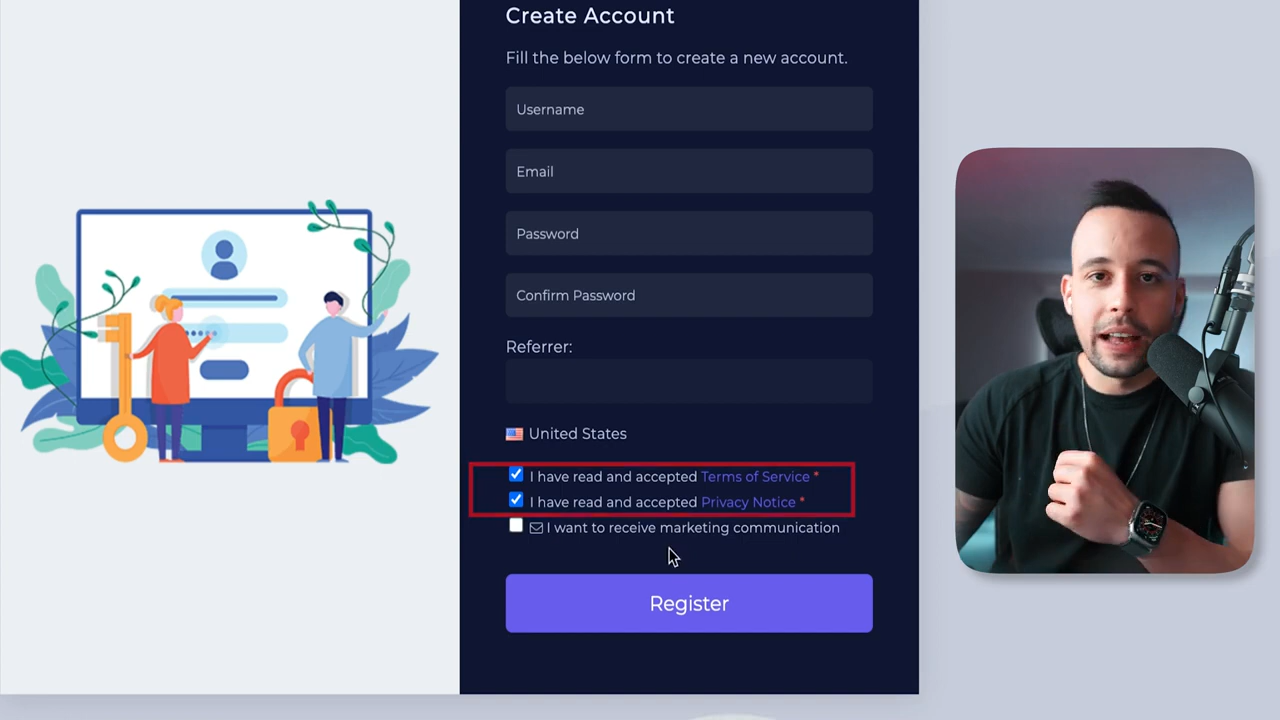 Create Account
Fill the below form to create a new account.
Username
Email
Password
Confirm Password
Referrer:
United States
I have read and accepted Terms of Service *
I have read and accepted Privacy Notice *
I want to receive marketing communication
Register